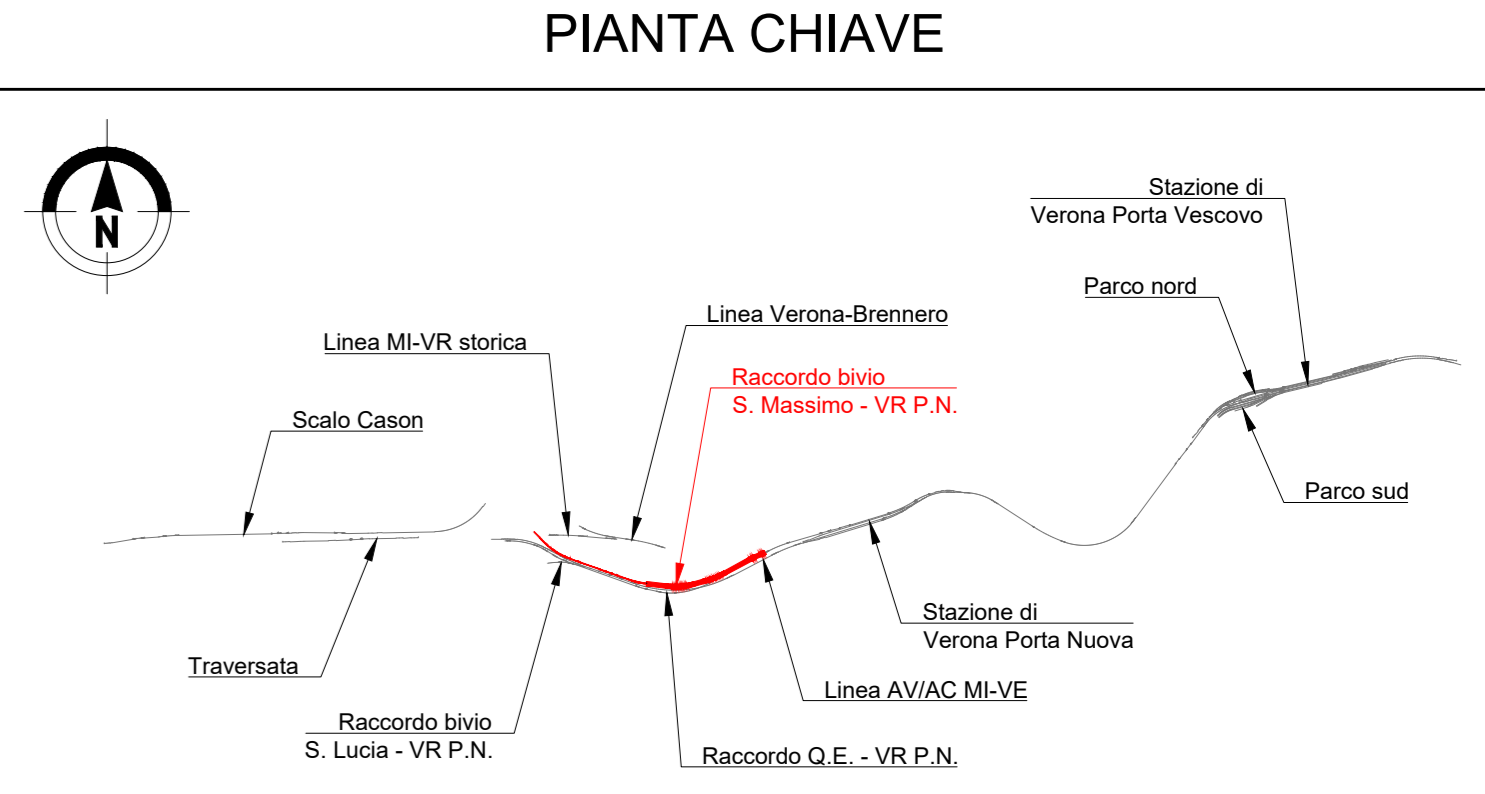 PIANTA CHIAVE
N
Stazione di
Verona Porta Vescovo
Parco nord
Linea Verona-Brennero
Linea MI-VR storica
Raccordo bivio
S. Massimo - VR P.N.
Scalo Cason
Parco sud
Stazione di
Verona Porta Nuova
Traversata
Linea AV/AC MI-VE
Raccordo bivio
S. Lucia - VR P.N.
Raccordo Q.E. - VR P.N.